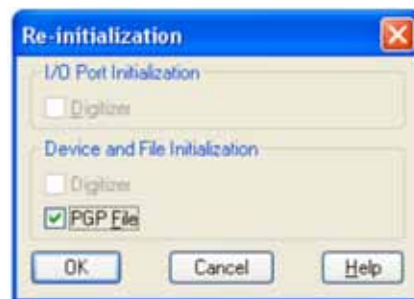 Re-initialization
I/O Port Initialization
Digitizer
Device and File Initialization
Digitizer
PGP File
OK Cancel Help